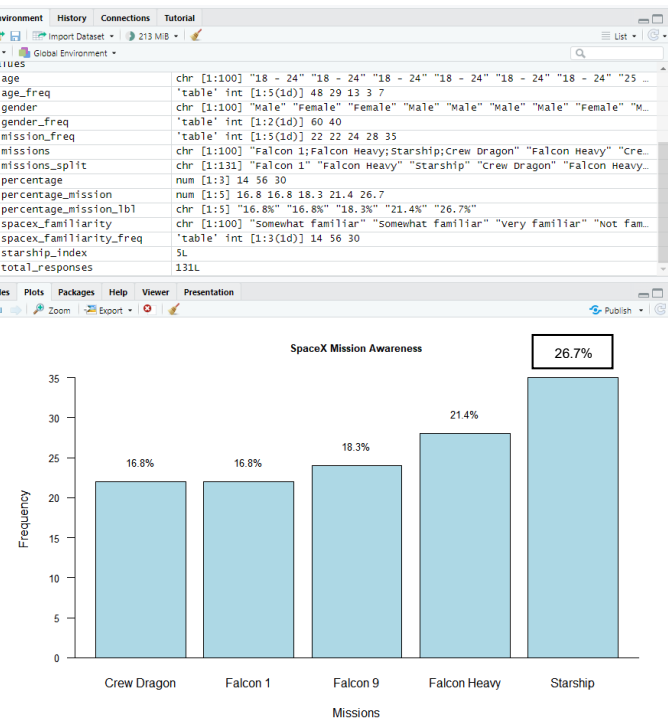 nvironment History Connections Tutorial
Import Dataset 213 MiB List
Global Environment
alues
age chr [1:100] "18 - 24" "18 - 24" "18 - 24" "18 - 24" "18 - 24" "18 - 24" "25 …
age_freq 'table' int [1:5(1d)] 48 29 13 3 7
gender chr [1:100] "Male" "Female" "Female" "Male" "Male" "Male" "Male" "Female" "M…
gender_freq 'table' int [1:2(1d)] 60 40
mission_freq 'table' int [1:5(1d)] 22 22 24 28 35
missions chr [1:100] "Falcon 1;Falcon Heavy;Starship;Crew Dragon" "Falcon Heavy" "Cre…
missions_split chr [1:131] "Falcon 1" "Falcon Heavy" "Starship" "Crew Dragon" "Falcon Heavy…
percentage num [1:3] 14 56 30
percentage_mission num [1:5] 16.8 16.8 18.3 21.4 26.7
percentage_mission_lbl chr [1:5] "16.8%" "16.8%" "18.3%" "21.4%" "26.7%"
spacex_familiarity chr [1:100] "Somewhat familiar" "Somewhat familiar" "Very familiar" "Not fam…
spacex_familiarity_freq 'table' int [1:3(1d)] 14 56 30
starship_index 5L
total_responses 131L
les Plots Packages Help Viewer Presentation
Zoom Export Publish
SpaceX Mission Awareness
26.7%
35
30
21.4%
18.3%
25
16.8% 16.8%
20
15
10
5
0
Frequency
Crew Dragon Falcon 1 Falcon 9 Falcon Heavy Starship
Missions